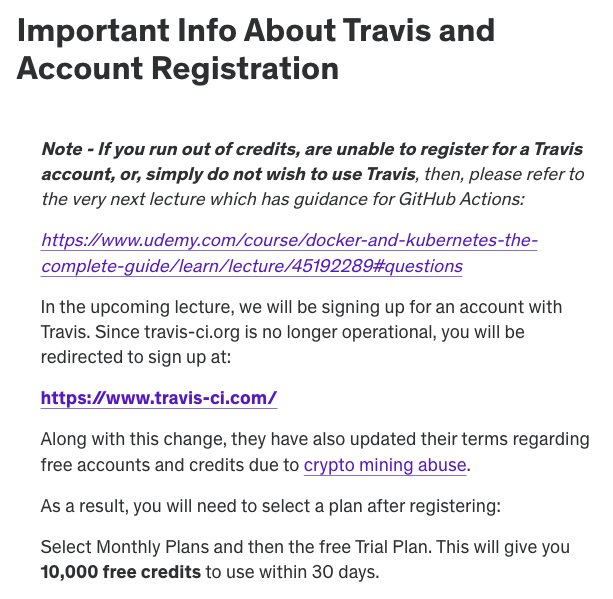 Important Info About Travis and
Account Registration
Note - If you run out of credits, are unable to register for a Travis
account, or, simply do not wish to use Travis, then, please refer to
the very next lecture which has guidance for GitHub Actions:
https://www.udemy.com/course/docker-and-kubernetes-the-
complete-guide/learn/lecture/45192289#questions
In the upcoming lecture, we will be signing up for an account with
Travis. Since travis-ci.org is no longer operational, you will be
redirected to sign up at:
https://www.travis-ci.com/
Along with this change, they have also updated their terms regarding
free accounts and credits due to crypto mining abuse.
As a result, you will need to select a plan after registering:
Select Monthly Plans and then the free Trial Plan. This will give you
10,000 free credits to use within 30 days.